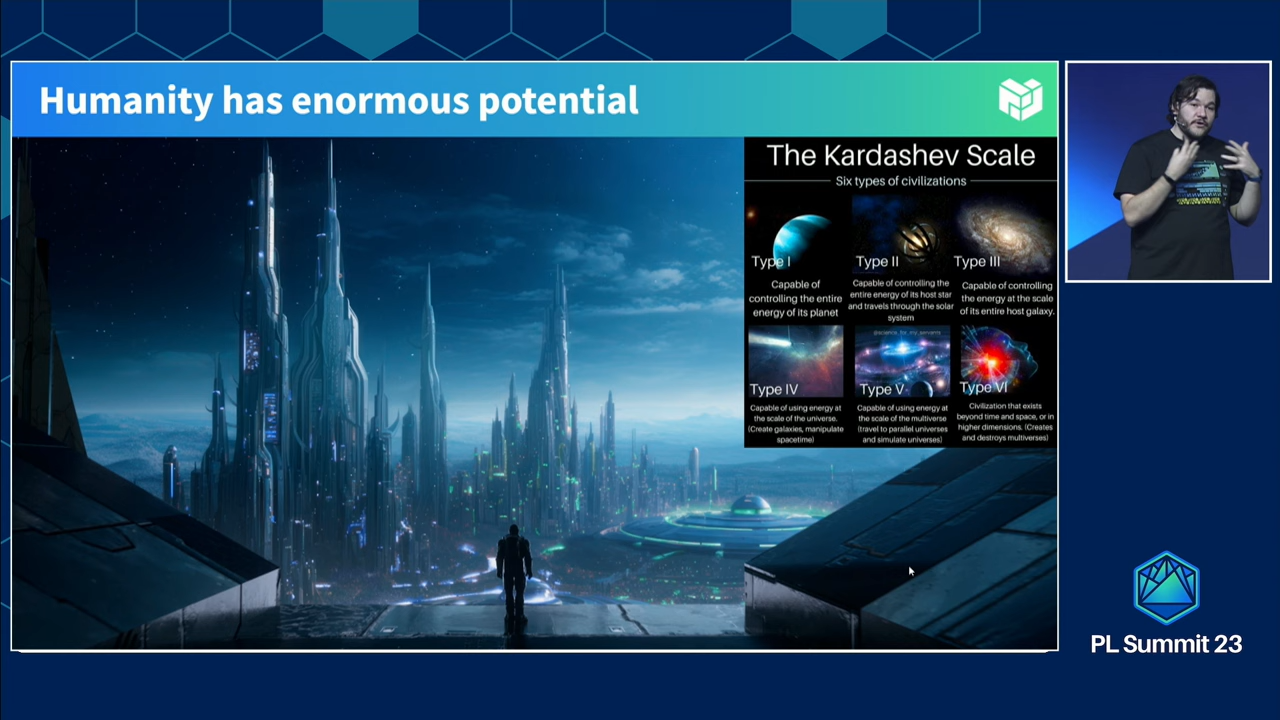 Humanity has enormous potential
The Kardashev Scale
Six types of civilizations
Type I
Capable of
controlling the entire
energy of its planet
Type II
Capable of controlling the
entire energy of its host star
and travels through the solar
system
Type III
Capable of controlling
the energy at the scale
of its entire host galaxy.
Type IV
Capable of using energy at
the scale of the universe.
(Create galaxies, manipulate
spacetime)
Type V
Capable of using energy at
the scale of the multiverse
(travel to parallel universes
and simulate universes)
Type VI
Civilization that exists
beyond time and space, or in
higher dimensions. (Creates
and destroys multiverses)
PL Summit 23